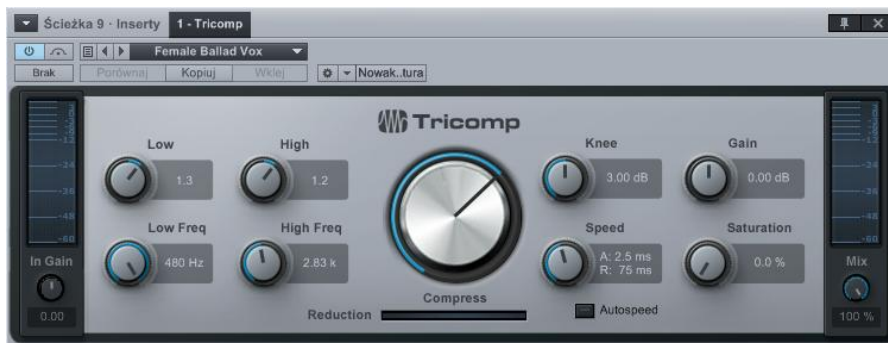 Ścieżka 9 · Inserty 1 - Tricomp
Female Ballad Vox
Brak Porównaj Kopiuj Wklej Nowak..tura
Tricomp
Low High Knee Gain
1.3 1.2 3.00 dB 0.00 dB
Low Freq High Freq Speed Saturation
480 Hz 2.83 k A: 2.5 ms 0.0 %
R: 75 ms
-12 -12
-24 -24
-36 -36
-48 -48
-60 -60
In Gain Mix
0.00 100 %
Compress
Reduction Autospeed